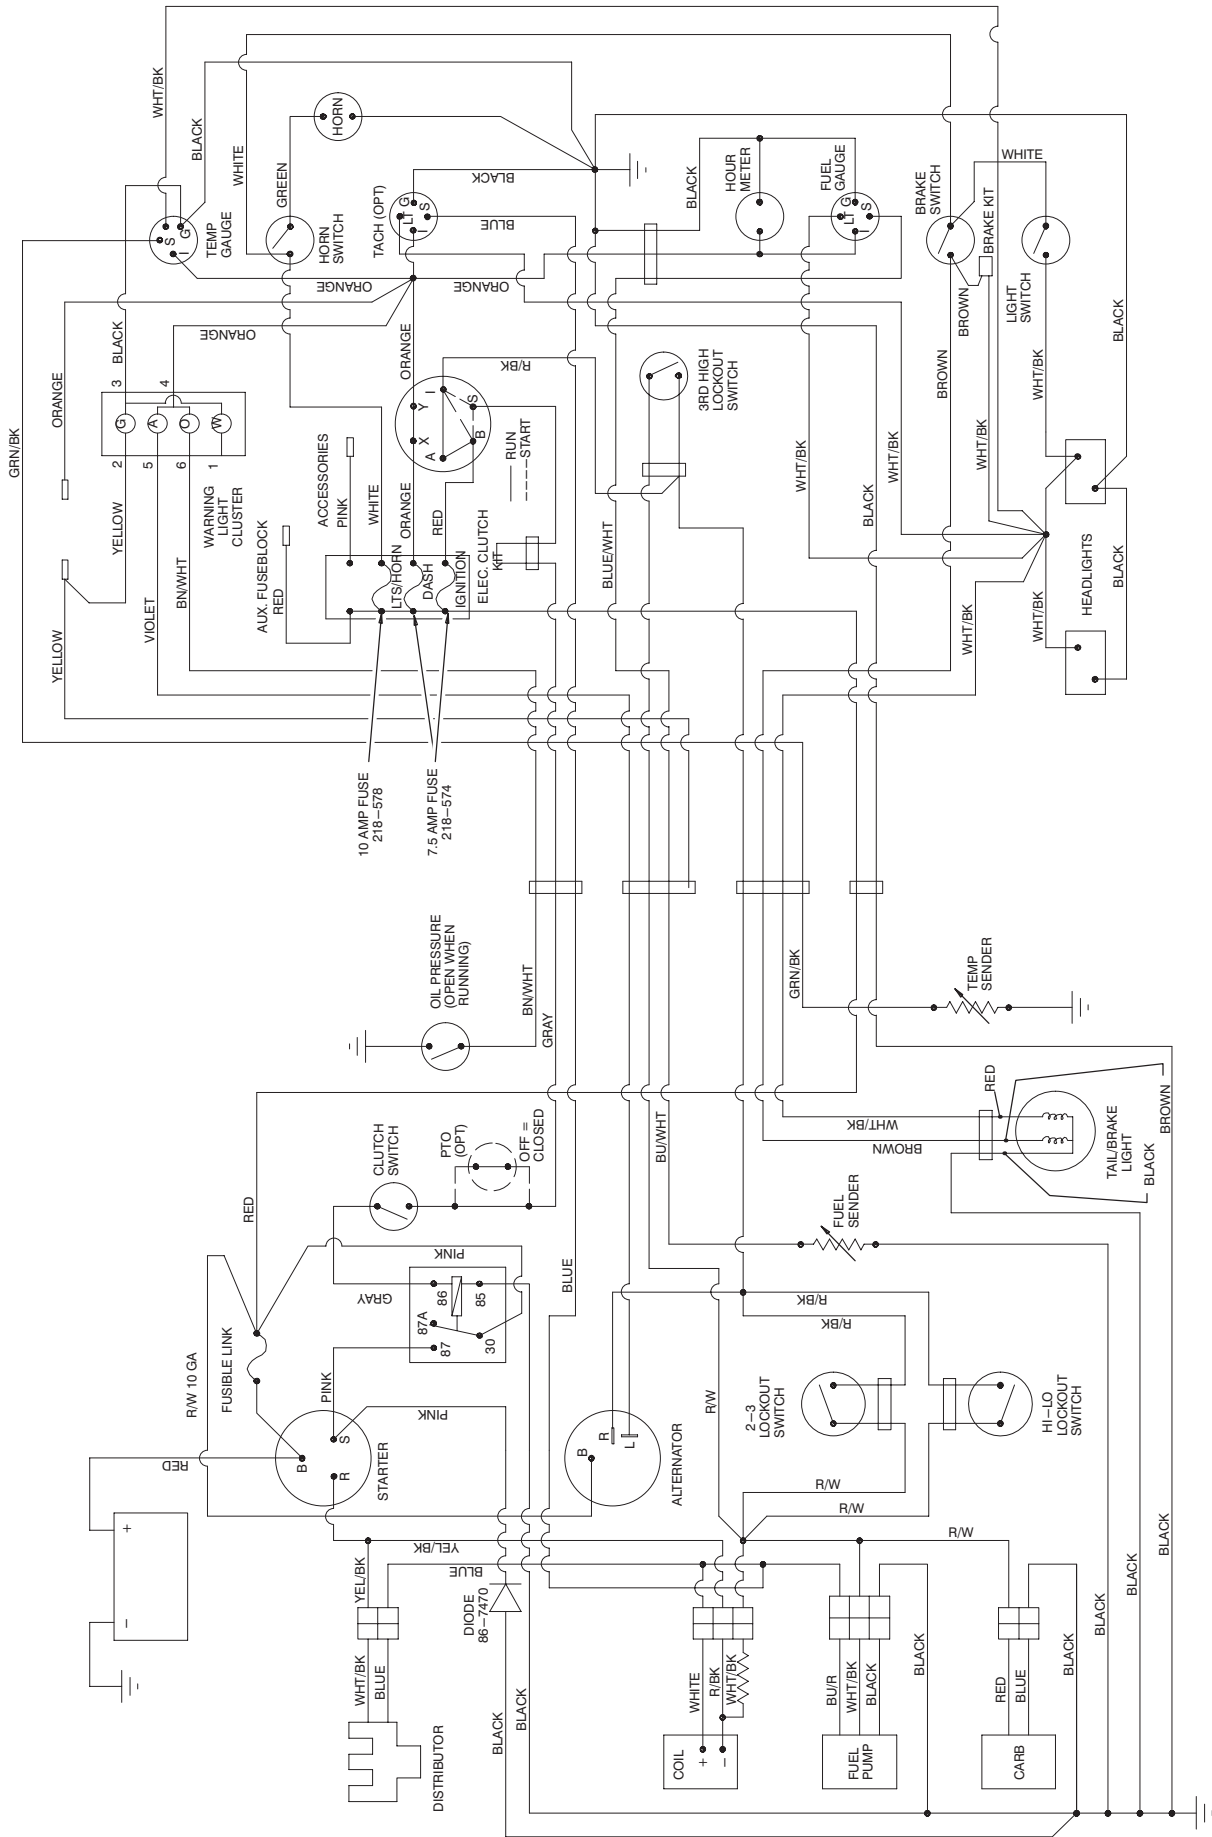 GRN/BK
YELLOW
ORANGE
YELLOW
VIOLET
BN/WHT
2
5
6
1
G
A
O
W
3
4
BLACK
ORANGE
WARNING
LIGHT
CLUSTER
WHT/BK
BLACK
WHITE
S
I
G
TEMP
GAUGE
GREEN
HORN
SWITCH
HORN
AUX. FUSEBLOCK
RED
ACCESSORIES
PINK
WHITE
ORANGE
RED
LTS/HORN
DASH
IGNITION
ELEC. CLUTCH
KIT
10 AMP FUSE
218-578
7.5 AMP FUSE
218-574
RUN
START
A
X
Y
I
B
S
ORANGE
R/BK
ORANGE
ORANGE
TACH (OPT)
LT
G
I
S
BLACK
BLUE
3RD HIGH
LOCKOUT
SWITCH
BLUE/WHT
BLACK
HOUR
METER
FUEL
GAUGE
LT
G
I
S
WHT/BK
BLACK
WHT/BK
BROWN
BRAKE
SWITCH
BRAKE KIT
BROWN
WHT/BK
WHITE
LIGHT
SWITCH
WHT/BK
BLACK
WHT/BK
WHT/BK
HEADLIGHTS
BLACK
OIL PRESSURE
(OPEN WHEN
RUNNING)
BN/WHT
GRAY
GRN/BK
TEMP
SENDER
CLUTCH
SWITCH
PTO
(OPT)
OFF =
CLOSED
RED
BU/WHT
FUEL
SENDER
RED
WHT/BK
BROWN
TAIL/BRAKE
LIGHT
BLACK
BROWN
R/W 10 GA
FUSIBLE LINK
PINK
GRAY
86
85
87A
87
30
PINK
PINK
BLUE
RED
B
S
R
STARTER
+
–
YEL/BK
YEL/BK
BLUE
DIODE
86-7470
WHT/BK
BLUE
DISTRIBUTOR
BLACK
BLACK
B
R
L
ALTERNATOR
R/W
R/BK
R/BK
2-3
LOCKOUT
SWITCH
HI-LO
LOCKOUT
SWITCH
R/W
R/W
R/W
WHITE
R/BK
WHT/BK
COIL
+
–
BU/R
WHT/BK
BLACK
FUEL
PUMP
BLACK
RED
BLUE
CARB
BLACK
BLACK
BLACK
BLACK